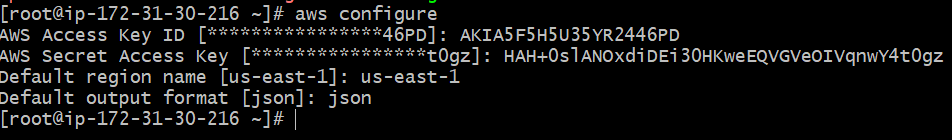 [root@ip-172-31-30-216 ~]# aws configure
AWS Access Key ID [****************46PD]: AKIA5F5H5U35YR2446PD
AWS Secret Access Key [****************t0gz]: 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
Default region name [us-east-1]: us-east-1
Default output format [json]: json
[root@ip-172-31-30-216 ~]#